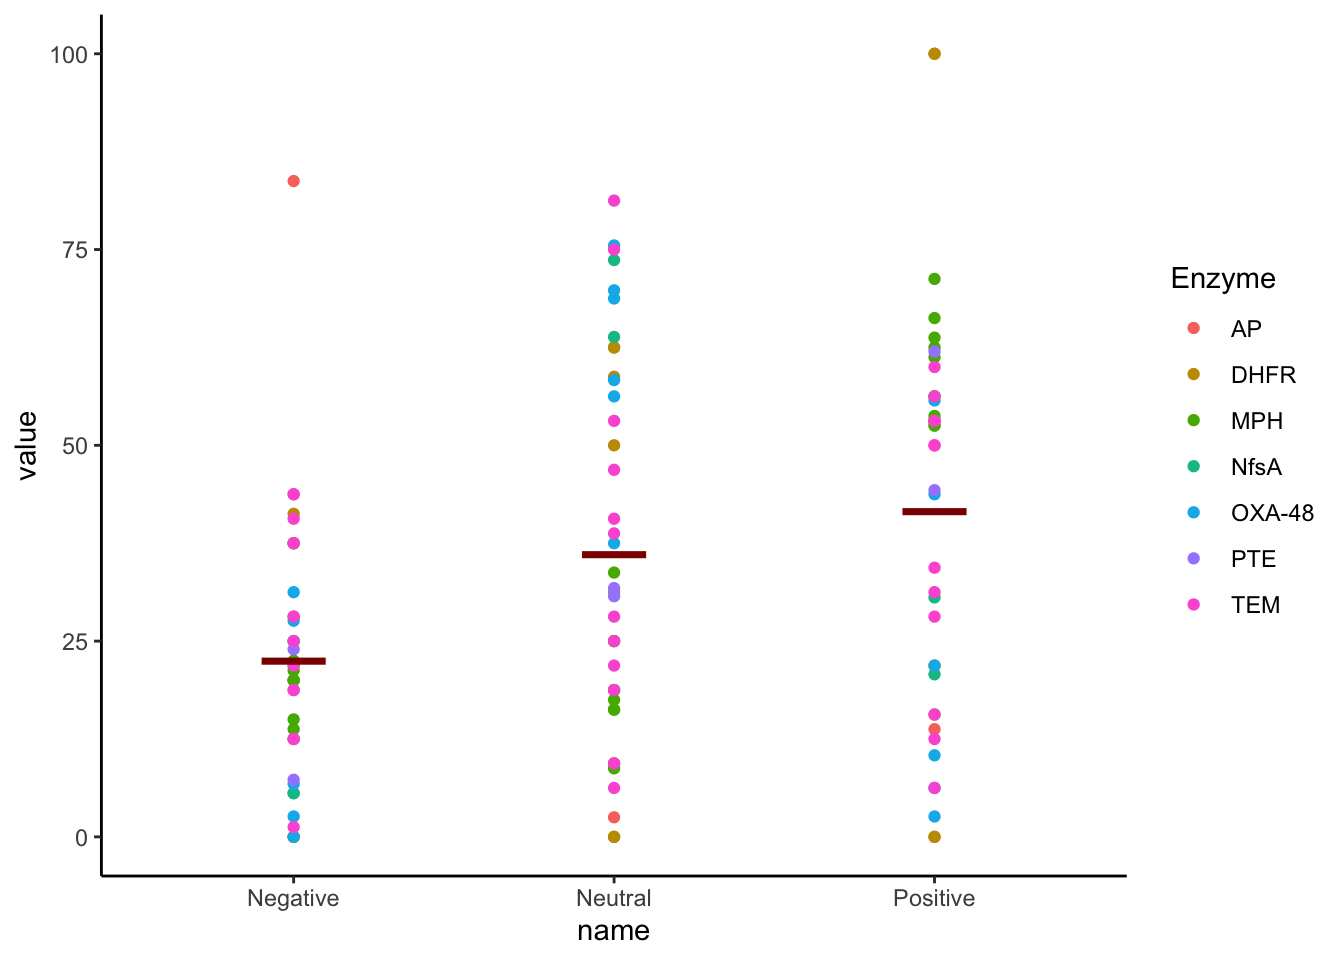 100
75
50
25
0
value
Negative
Neutral
Positive
name
Enzyme
AP
DHFR
MPH
NfsA
OXA-48
PTE
TEM